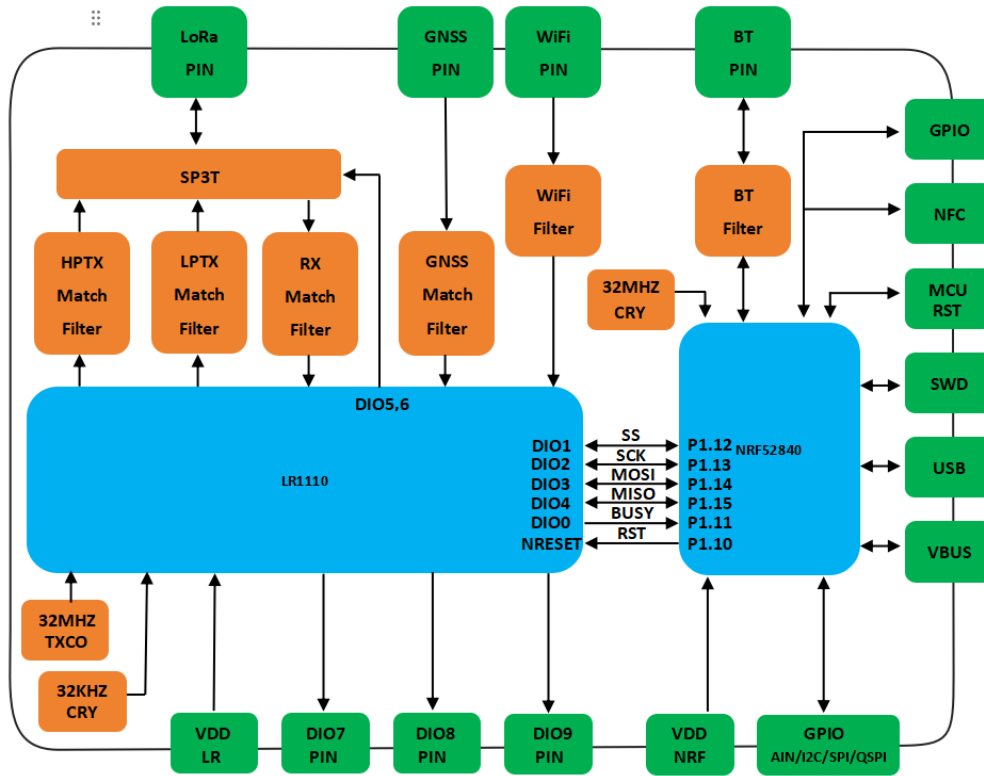 LoRa
PIN
GNSS
PIN
WiFi
PIN
BT
PIN
GPIO
SP3T
WiFi
Filter
BT
Filter
NFC
HPTX
Match
Filter
LPTX
Match
Filter
RX
Match
Filter
GNSS
Match
Filter
32MHZ
CRY
MCU
RST
SWD
DIO5,6
LR1110
DIO1
SS
P1.12
NRF52840
DIO2
SCK
P1.13
DIO3
MOSI
P1.14
DIO4
MISO
P1.15
DIO0
BUSY
P1.11
NRESET
RST
P1.10
USB
VBUS
32MHZ
TXCO
32KHZ
CRY
VDD
LR
DIO7
PIN
DIO8
PIN
DIO9
PIN
VDD
NRF
GPIO
AIN/I2C/SPI/QSPI